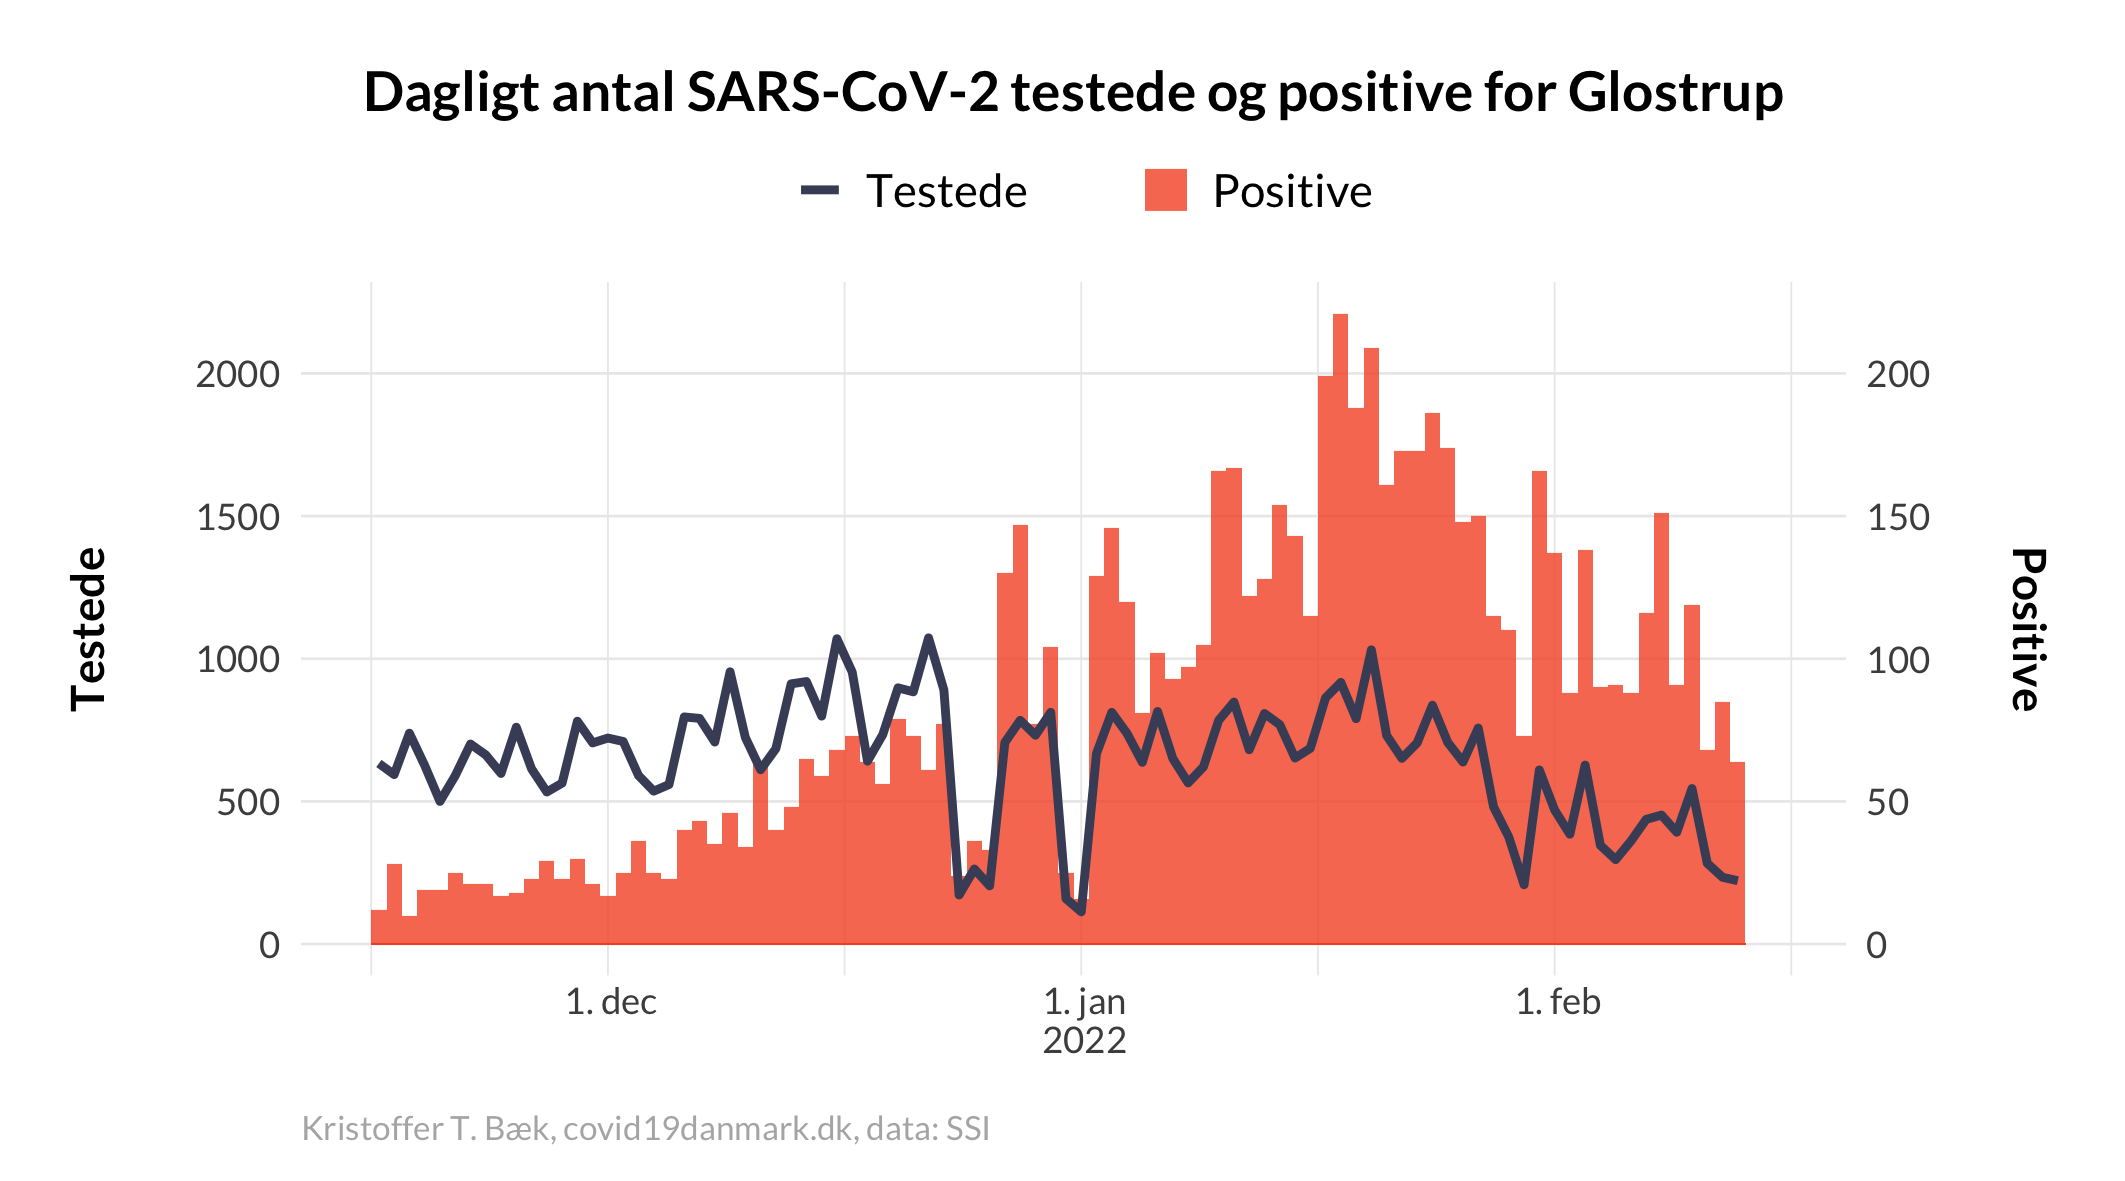 Dagligt antal SARS-CoV-2 testede og positive for Glostrup
Testede
Positive
2000
1500
1000
500
0
Testede
200
150
100
50
0
Positive
1. dec
1. jan
2022
1. feb
Kristoffer T. Bæk, covid19danmark.dk, data: SSI